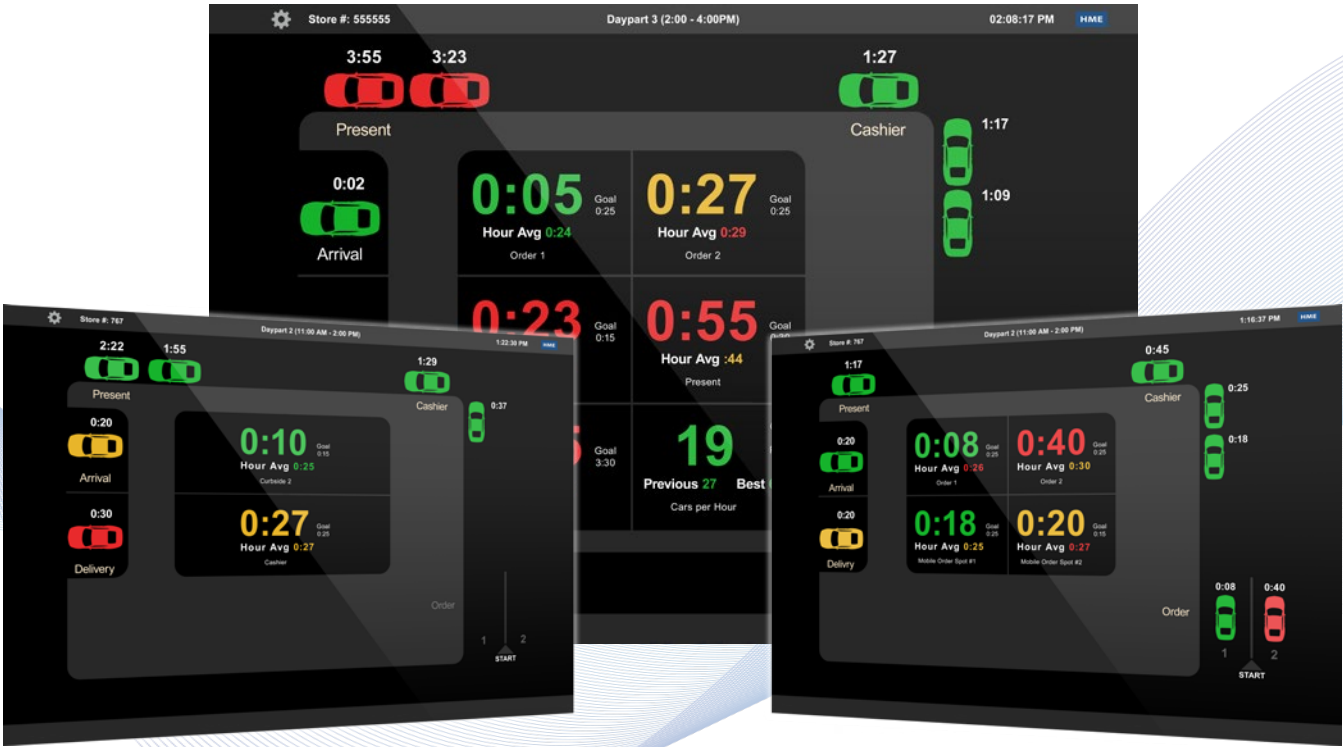 Store #: 555555
Daypart 3 (2:00 - 4:00PM)
02:08:17 PM
HME
3:55
3:23
1:27
Present
Cashier
1:17
1:09
0:02
Arrival
0:05
Goal
0:25
Hour Avg 0:24
Order 1
0:27
Goal
0:25
Hour Avg 0:29
Order 2
0:23
Goal
0:15
0:55
Goal
Hour Avg :44
Present
Goal
3:30
19
Previous 27
Best
Cars per Hour
Store #: 767
Daypart 2 (11:00 AM - 2:00 PM)
1:22:30 PM
HME
2:22
1:55
1:29
Present
Cashier
0:37
0:20
Arrival
0:30
Delivery
0:10
Goal
0:15
Hour Avg 0:25
Curbside 2
0:27
Goal
0:25
Hour Avg 0:27
Cashier
Order
1
2
START
Store #: 767
Daypart 2 (11:00 AM - 2:00 PM)
1:16:37 PM
HME
1:17
0:45
Present
Cashier
0:25
0:18
0:20
Arrival
0:20
Delivry
0:08
Goal
0:25
Hour Avg 0:26
Order 1
0:40
Goal
0:25
Hour Avg 0:30
Order 2
0:18
Goal
0:25
Hour Avg 0:25
Mobile Order Spot #1
0:20
Goal
0:15
Hour Avg 0:27
Mobile Order Spot #2
Order
0:08
0:40
1
2
START